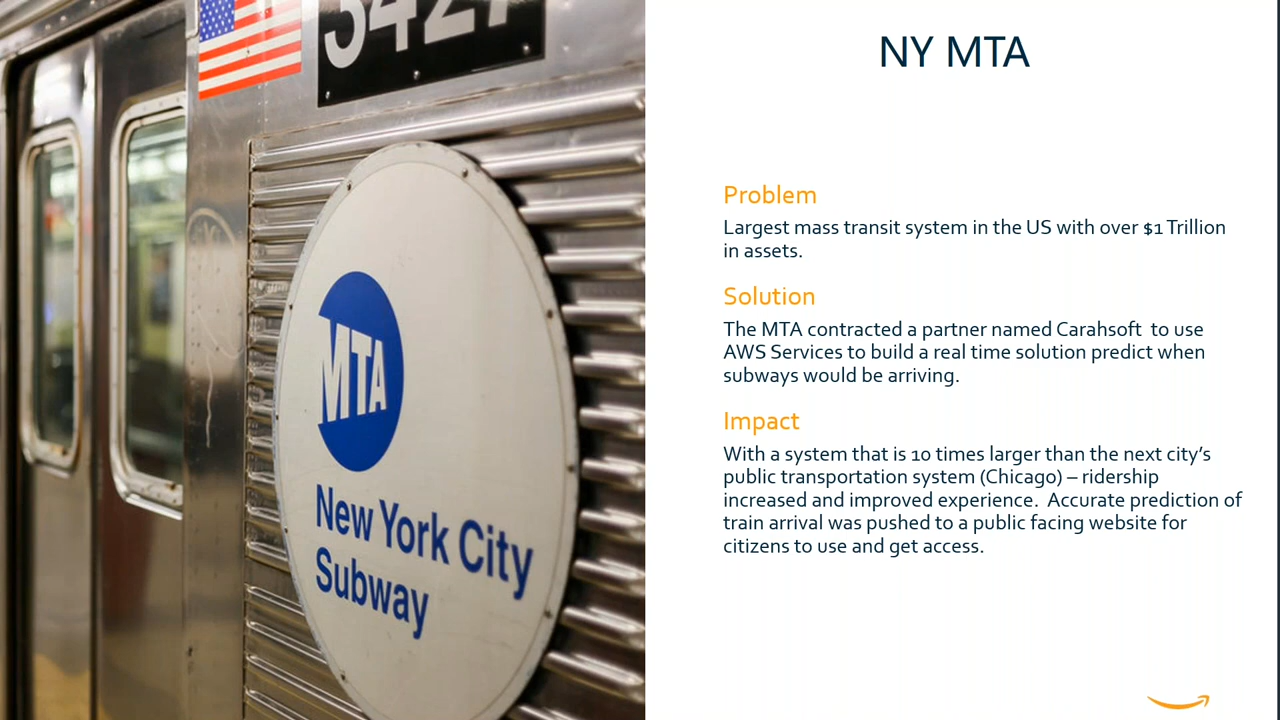 5427
MTA
New York City
Subway
NY MTA
Problem
Largest mass transit system in the US with over $1 Trillion
in assets.
Solution
The MTA contracted a partner named Carahsoft  to use
AWS Services to build a real time solution predict when
subways would be arriving.
Impact
With a system that is 10 times larger than the next city’s
public transportation system (Chicago) – ridership
increased and improved experience.  Accurate prediction of
train arrival was pushed to a public facing website for
citizens to use and get access.